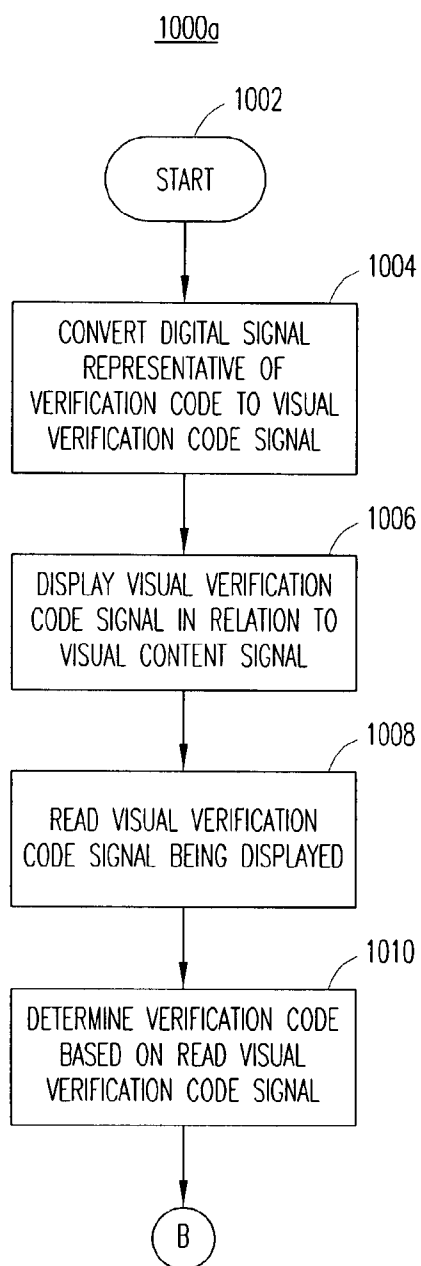 1000a
1002
START
1004
CONVERT DIGITAL SIGNAL
REPRESENTATIVE OF
VERIFICATION CODE TO VISUAL
VERIFICATION CODE SIGNAL
1006
DISPLAY VISUAL VERIFICATION
CODE SIGNAL IN RELATION TO
VISUAL CONTENT SIGNAL
1008
READ VISUAL VERIFICATION
CODE SIGNAL BEING DISPLAYED
1010
DETERMINE VERIFICATION CODE
BASED ON READ VISUAL
VERIFICATION CODE SIGNAL
B